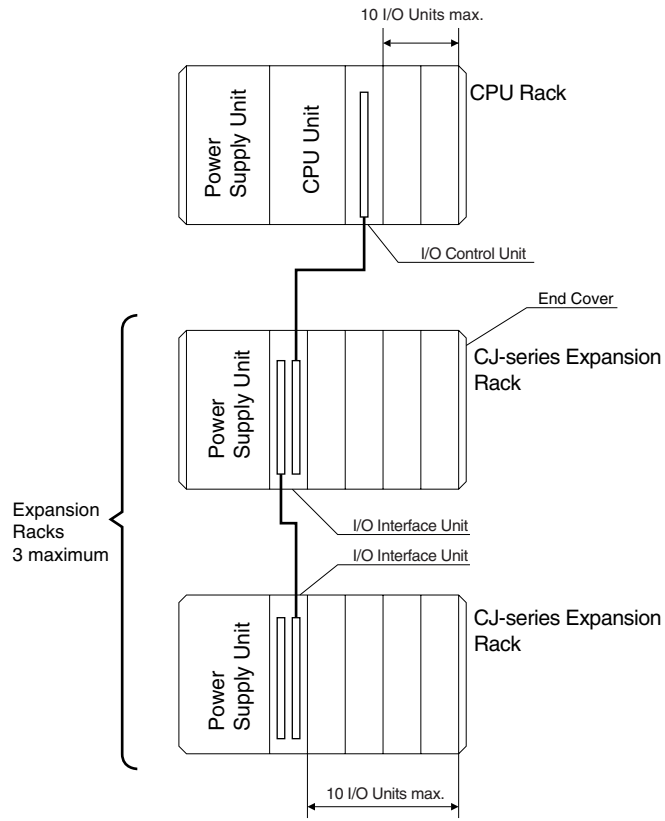 10 I/O Units max.
CPU Rack
Power
Supply Unit
CPU Unit
I/O Control Unit
End Cover
CJ-series Expansion
Rack
Power
Supply Unit
Expansion
Racks
3 maximum
I/O Interface Unit
I/O Interface Unit
CJ-series Expansion
Rack
Power
Supply Unit
10 I/O Units max.